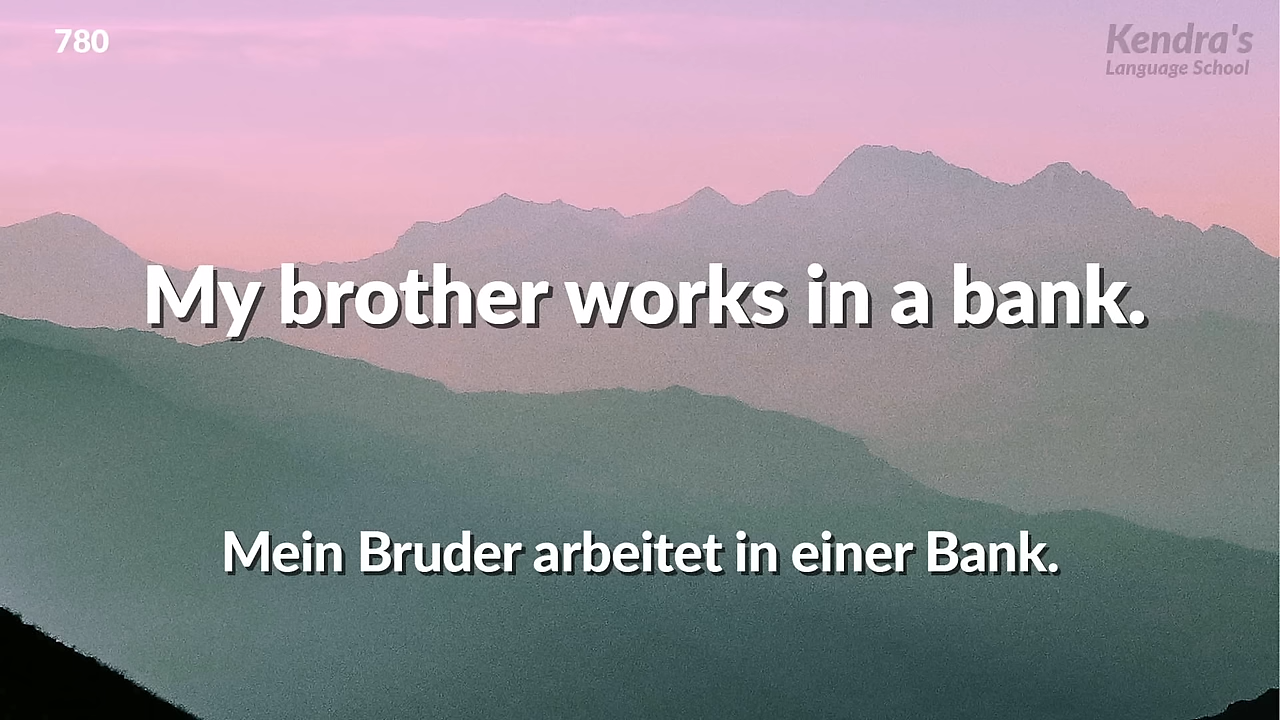 780
Kendra's
Language School
My brother works in a bank.
Mein Bruder arbeitet in einer Bank.